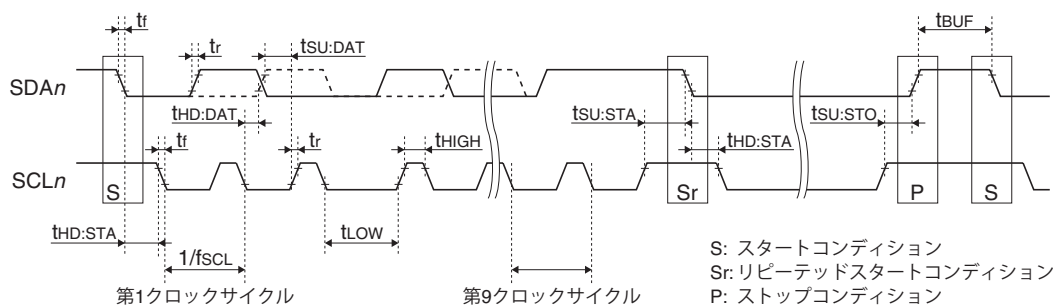 tf
tr
tSU:DAT
tBUF
SDAn
tHD:DAT
tf
tr
tHIGH
tSU:STA
tHD:STA
tSU:STO
SCLn
S
Sr
P
S
tHD:STA
tLOW
1/fSCL
第1クロックサイクル
第9クロックサイクル
S: スタートコンディション
Sr: リピーテッドスタートコンディション
P: ストップコンディション